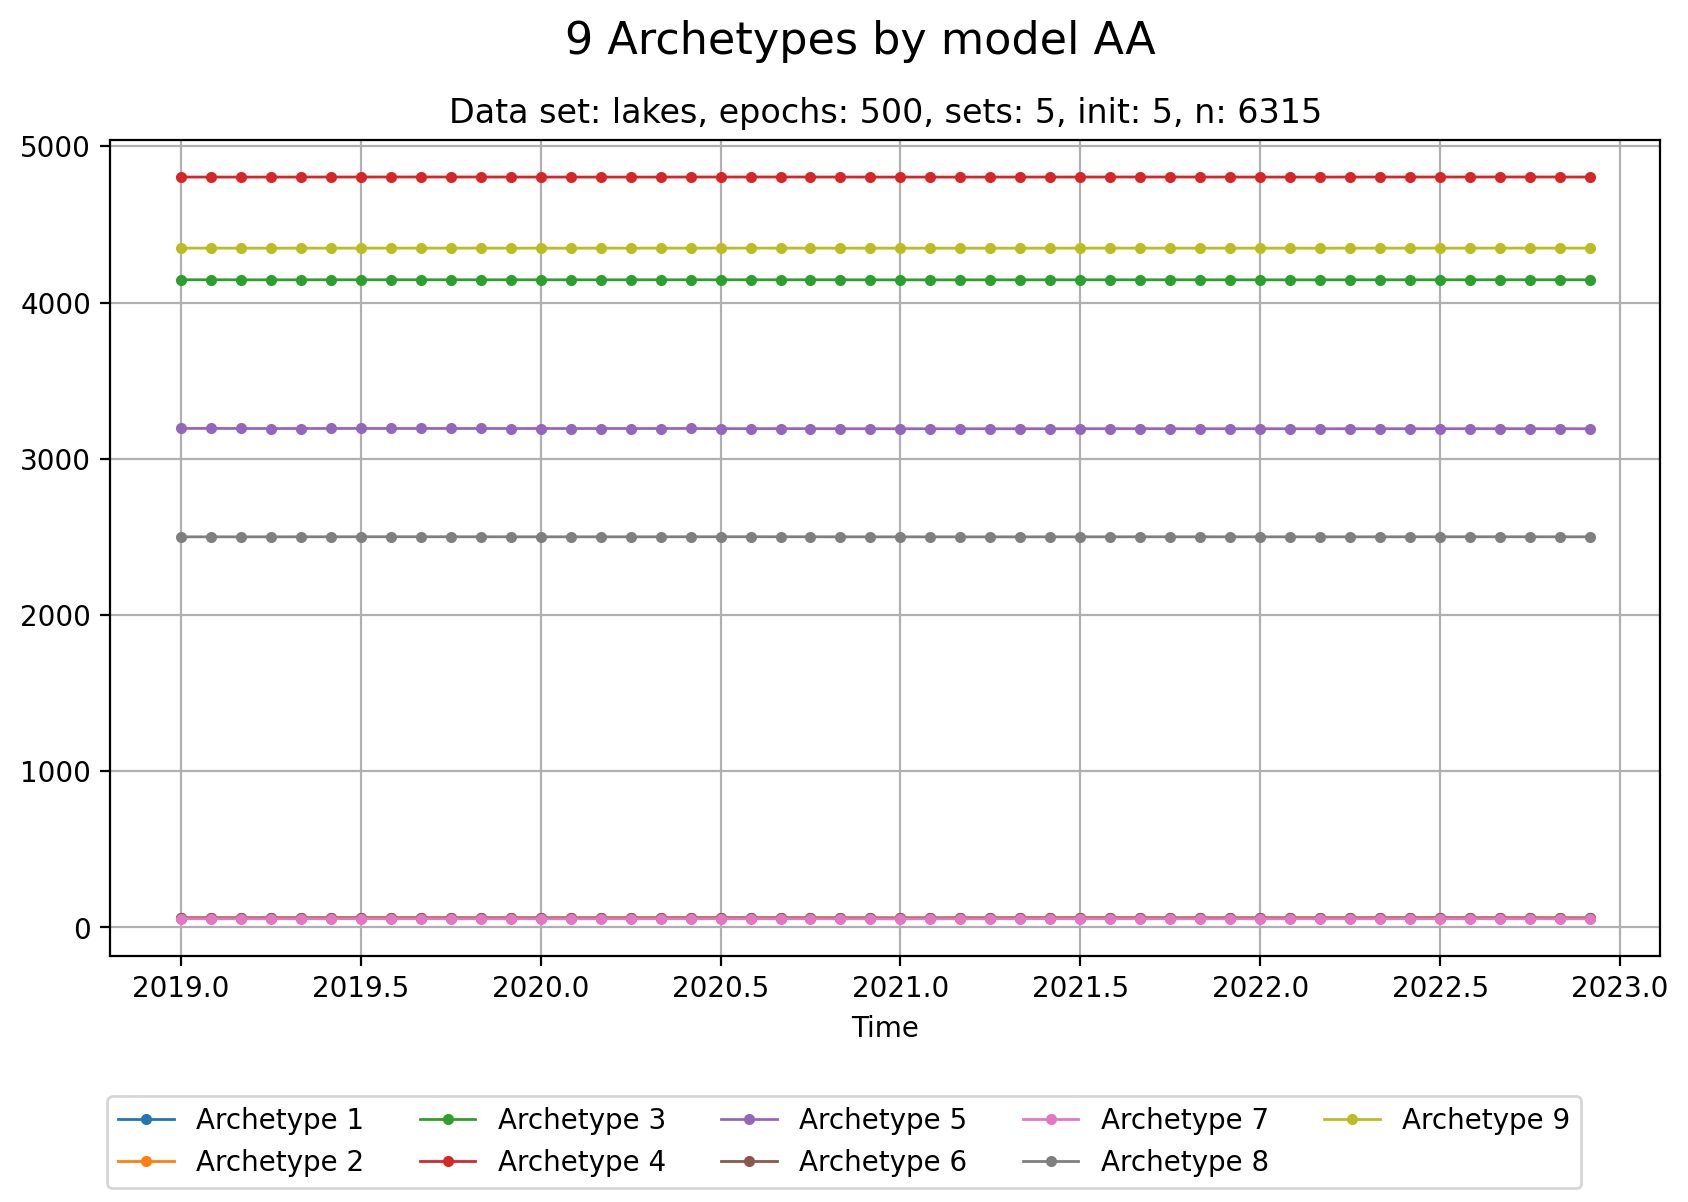 9 Archetypes by model AA
Data set: lakes, epochs: 500, sets: 5, init: 5, n: 6315
5000
4000
3000
2000
1000
0
2019.0 2019.5 2020.0 2020.5 2021.0 2021.5 2022.0 2022.5 2023.0
Time
Archetype 1 Archetype 3 Archetype 5 Archetype 7 Archetype 9
Archetype 2 Archetype 4 Archetype 6 Archetype 8